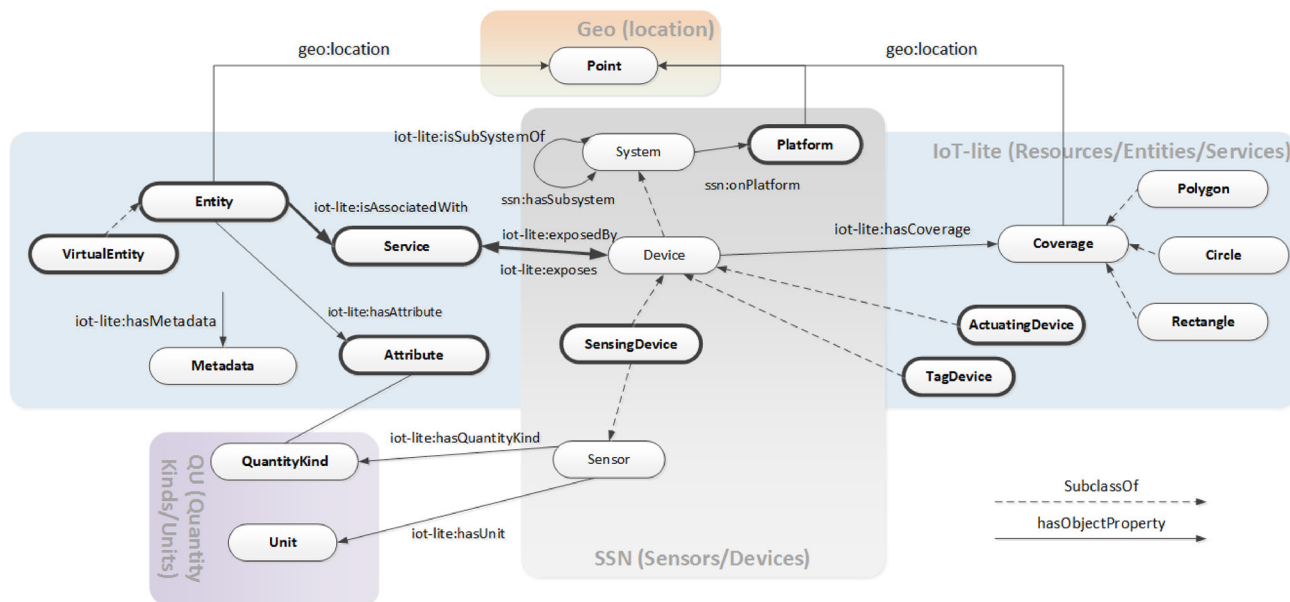 Geo (location)
geo:location
geo:location
Point
iot-lite:isSubSystemOf
System
Platform
IoT-lite (Resources/Entities/Services)
ssn:onPlatform
ssn:hasSubsystem
Polygon
Entity
iot-lite:isAssociatedWith
iot-lite:hasCoverage
VirtualEntity
Service
iot-lite:exposedBy
Device
Coverage
Circle
iot-lite:exposes
iot-lite:hasMetadata
iot-lite:hasAttribute
ActuatingDevice
Rectangle
SensingDevice
Metadata
Attribute
TagDevice
iot-lite:hasQuantityKind
QuantityKind
Sensor
QU (Quantity
Kinds/Units)
SubclassOf
hasObjectProperty
Unit
iot-lite:hasUnit
SSN (Sensors/Devices)